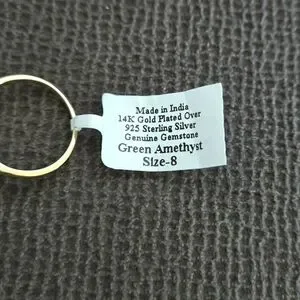 Made in India
14K Gold Plated Over
925 Sterling Silver
Genuine Gemstone
Green Amethyst
Size-8